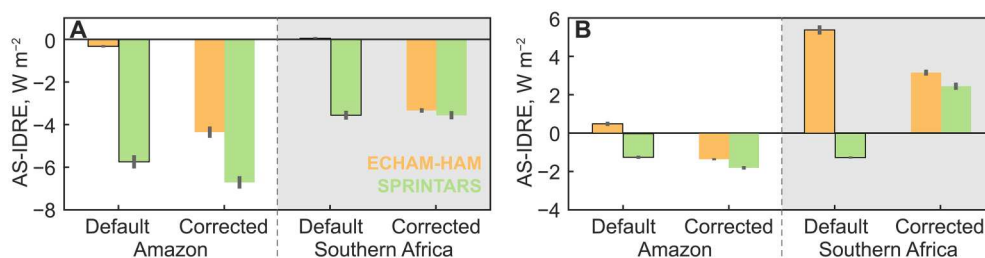 A
AS-IDRE, W m⁻²
0
−2
−4
−6
−8
ECHAM-HAM
SPRINTARS
Default Corrected Default Corrected
Amazon Southern Africa
B
AS-IDRE, W m⁻²
6
4
2
0
−2
−4
Default Corrected Default Corrected
Amazon Southern Africa